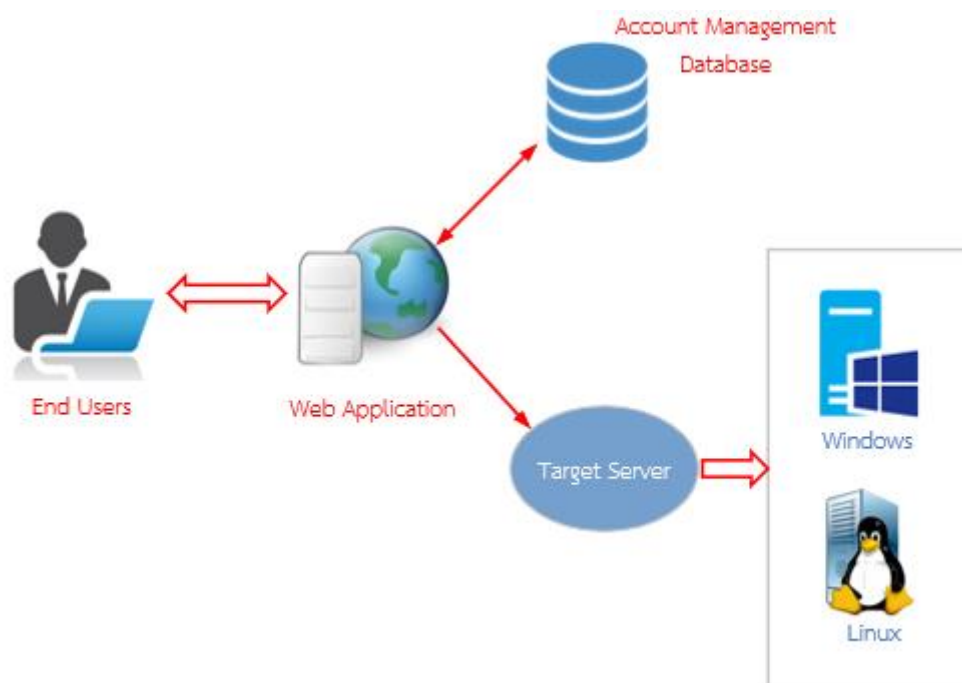 Account Management
Database
End Users
Web Application
Target Server
Windows
Linux